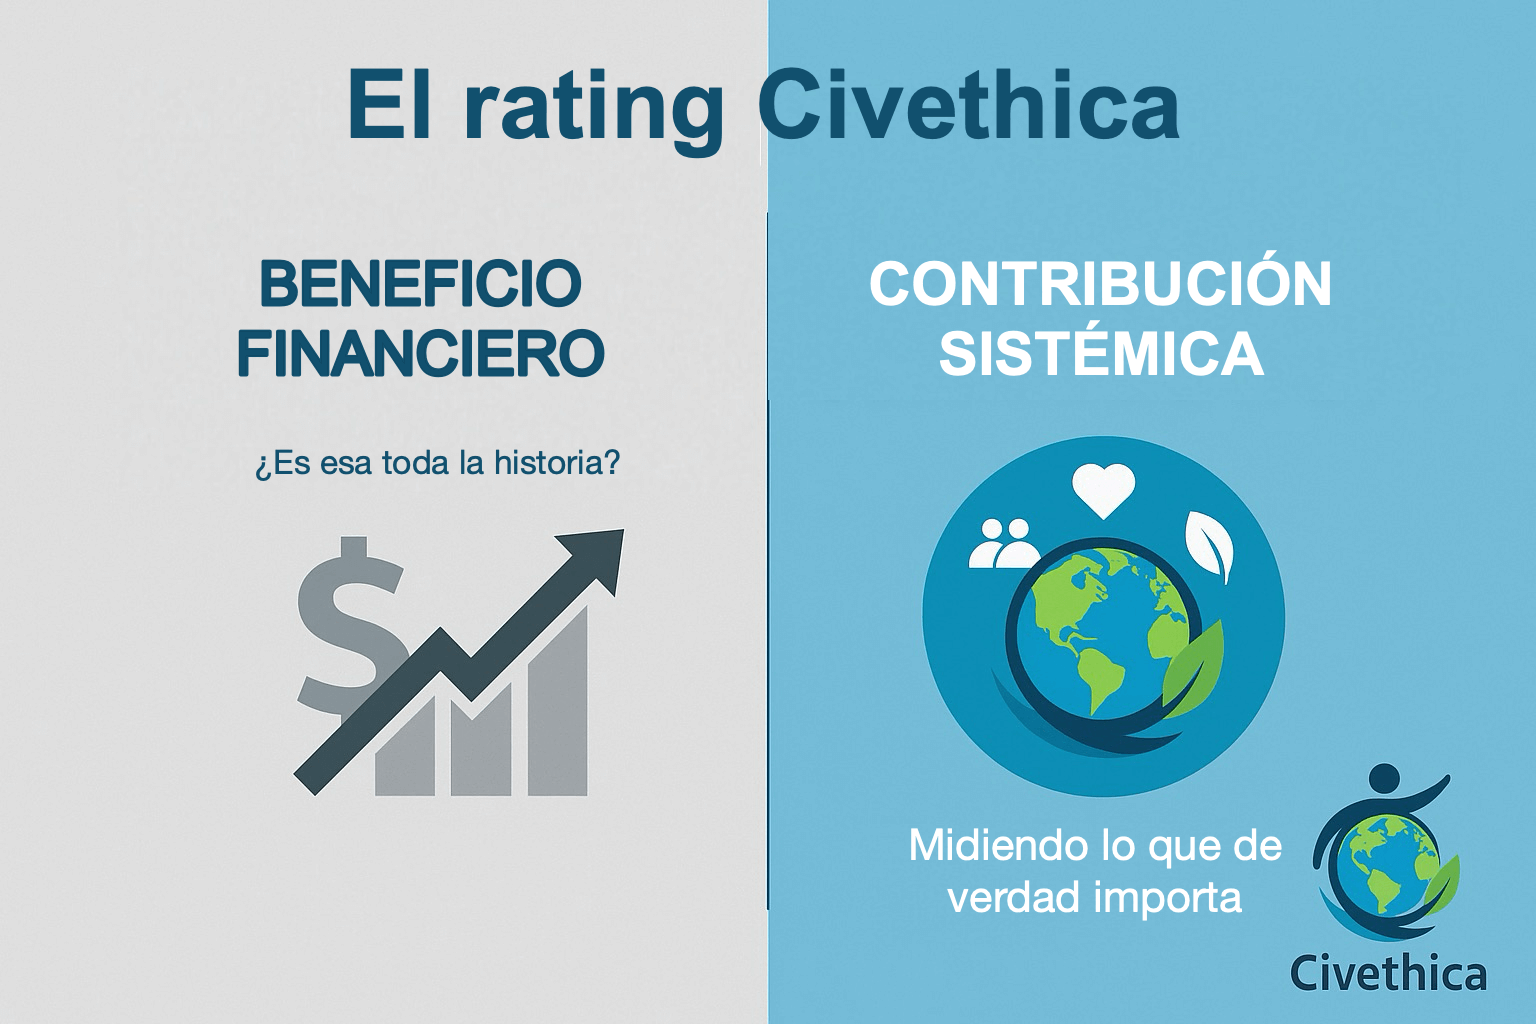 El rating Civethica
BENEFICIO
FINANCIERO
¿Es esa toda la historia?
$
CONTRIBUCIÓN
SISTÉMICA
Midiendo lo que de
verdad importa
Civethica